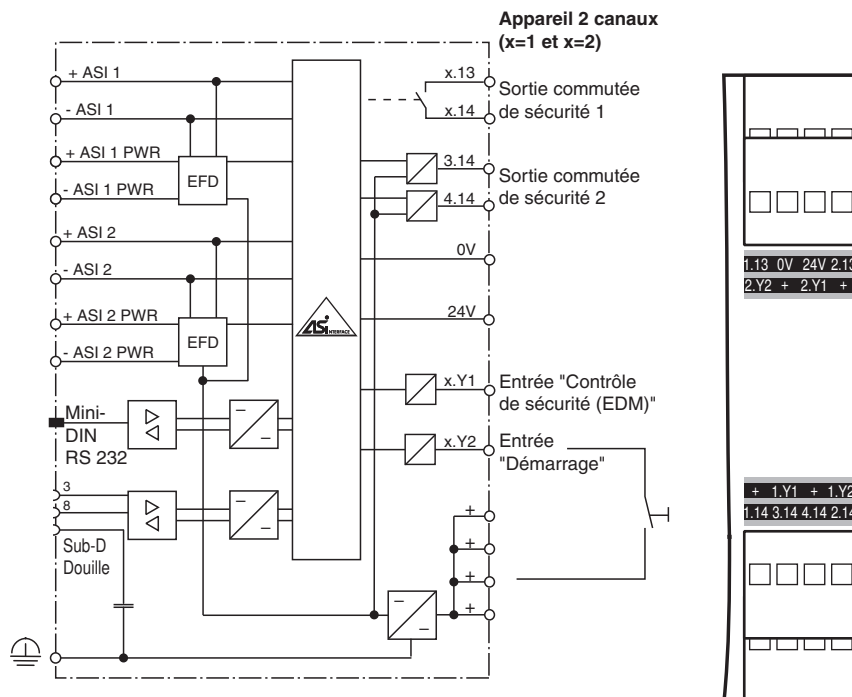 Appareil 2 canaux
(x=1 et x=2)
+ ASI 1
- ASI 1
+ ASI 1 PWR
- ASI 1 PWR
EFD
+ ASI 2
- ASI 2
+ ASI 2 PWR
- ASI 2 PWR
EFD
Mini-
DIN
RS 232
3
8
Sub-D
Douille
ASi
INTERFACE
x.13
x.14
Sortie commutée
de sécurité 1
3.14
4.14
Sortie commutée
de sécurité 2
0V
24V
x.Y1
Entrée "Contrôle
de sécurité (EDM)"
x.Y2
Entrée
"Démarrage"
+
+
+
+
1.13 0V 24V 2.13
2.Y2 + 2.Y1 +
+ 1.Y1 + 1.Y2
1.14 3.14 4.14 2.14